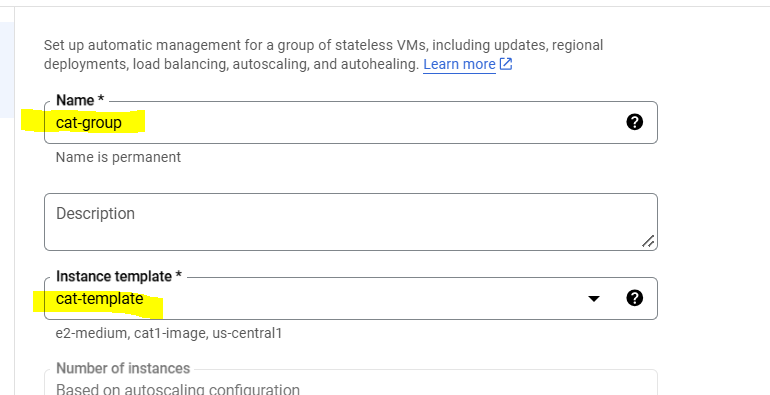 Set up automatic management for a group of stateless VMs, including updates, regional
deployments, load balancing, autoscaling, and autohealing. Learn more
Name *
cat-group
Name is permanent
Description
Instance template *
cat-template
e2-medium, cat1-image, us-central1
Number of instances
Based on autoscaling configuration